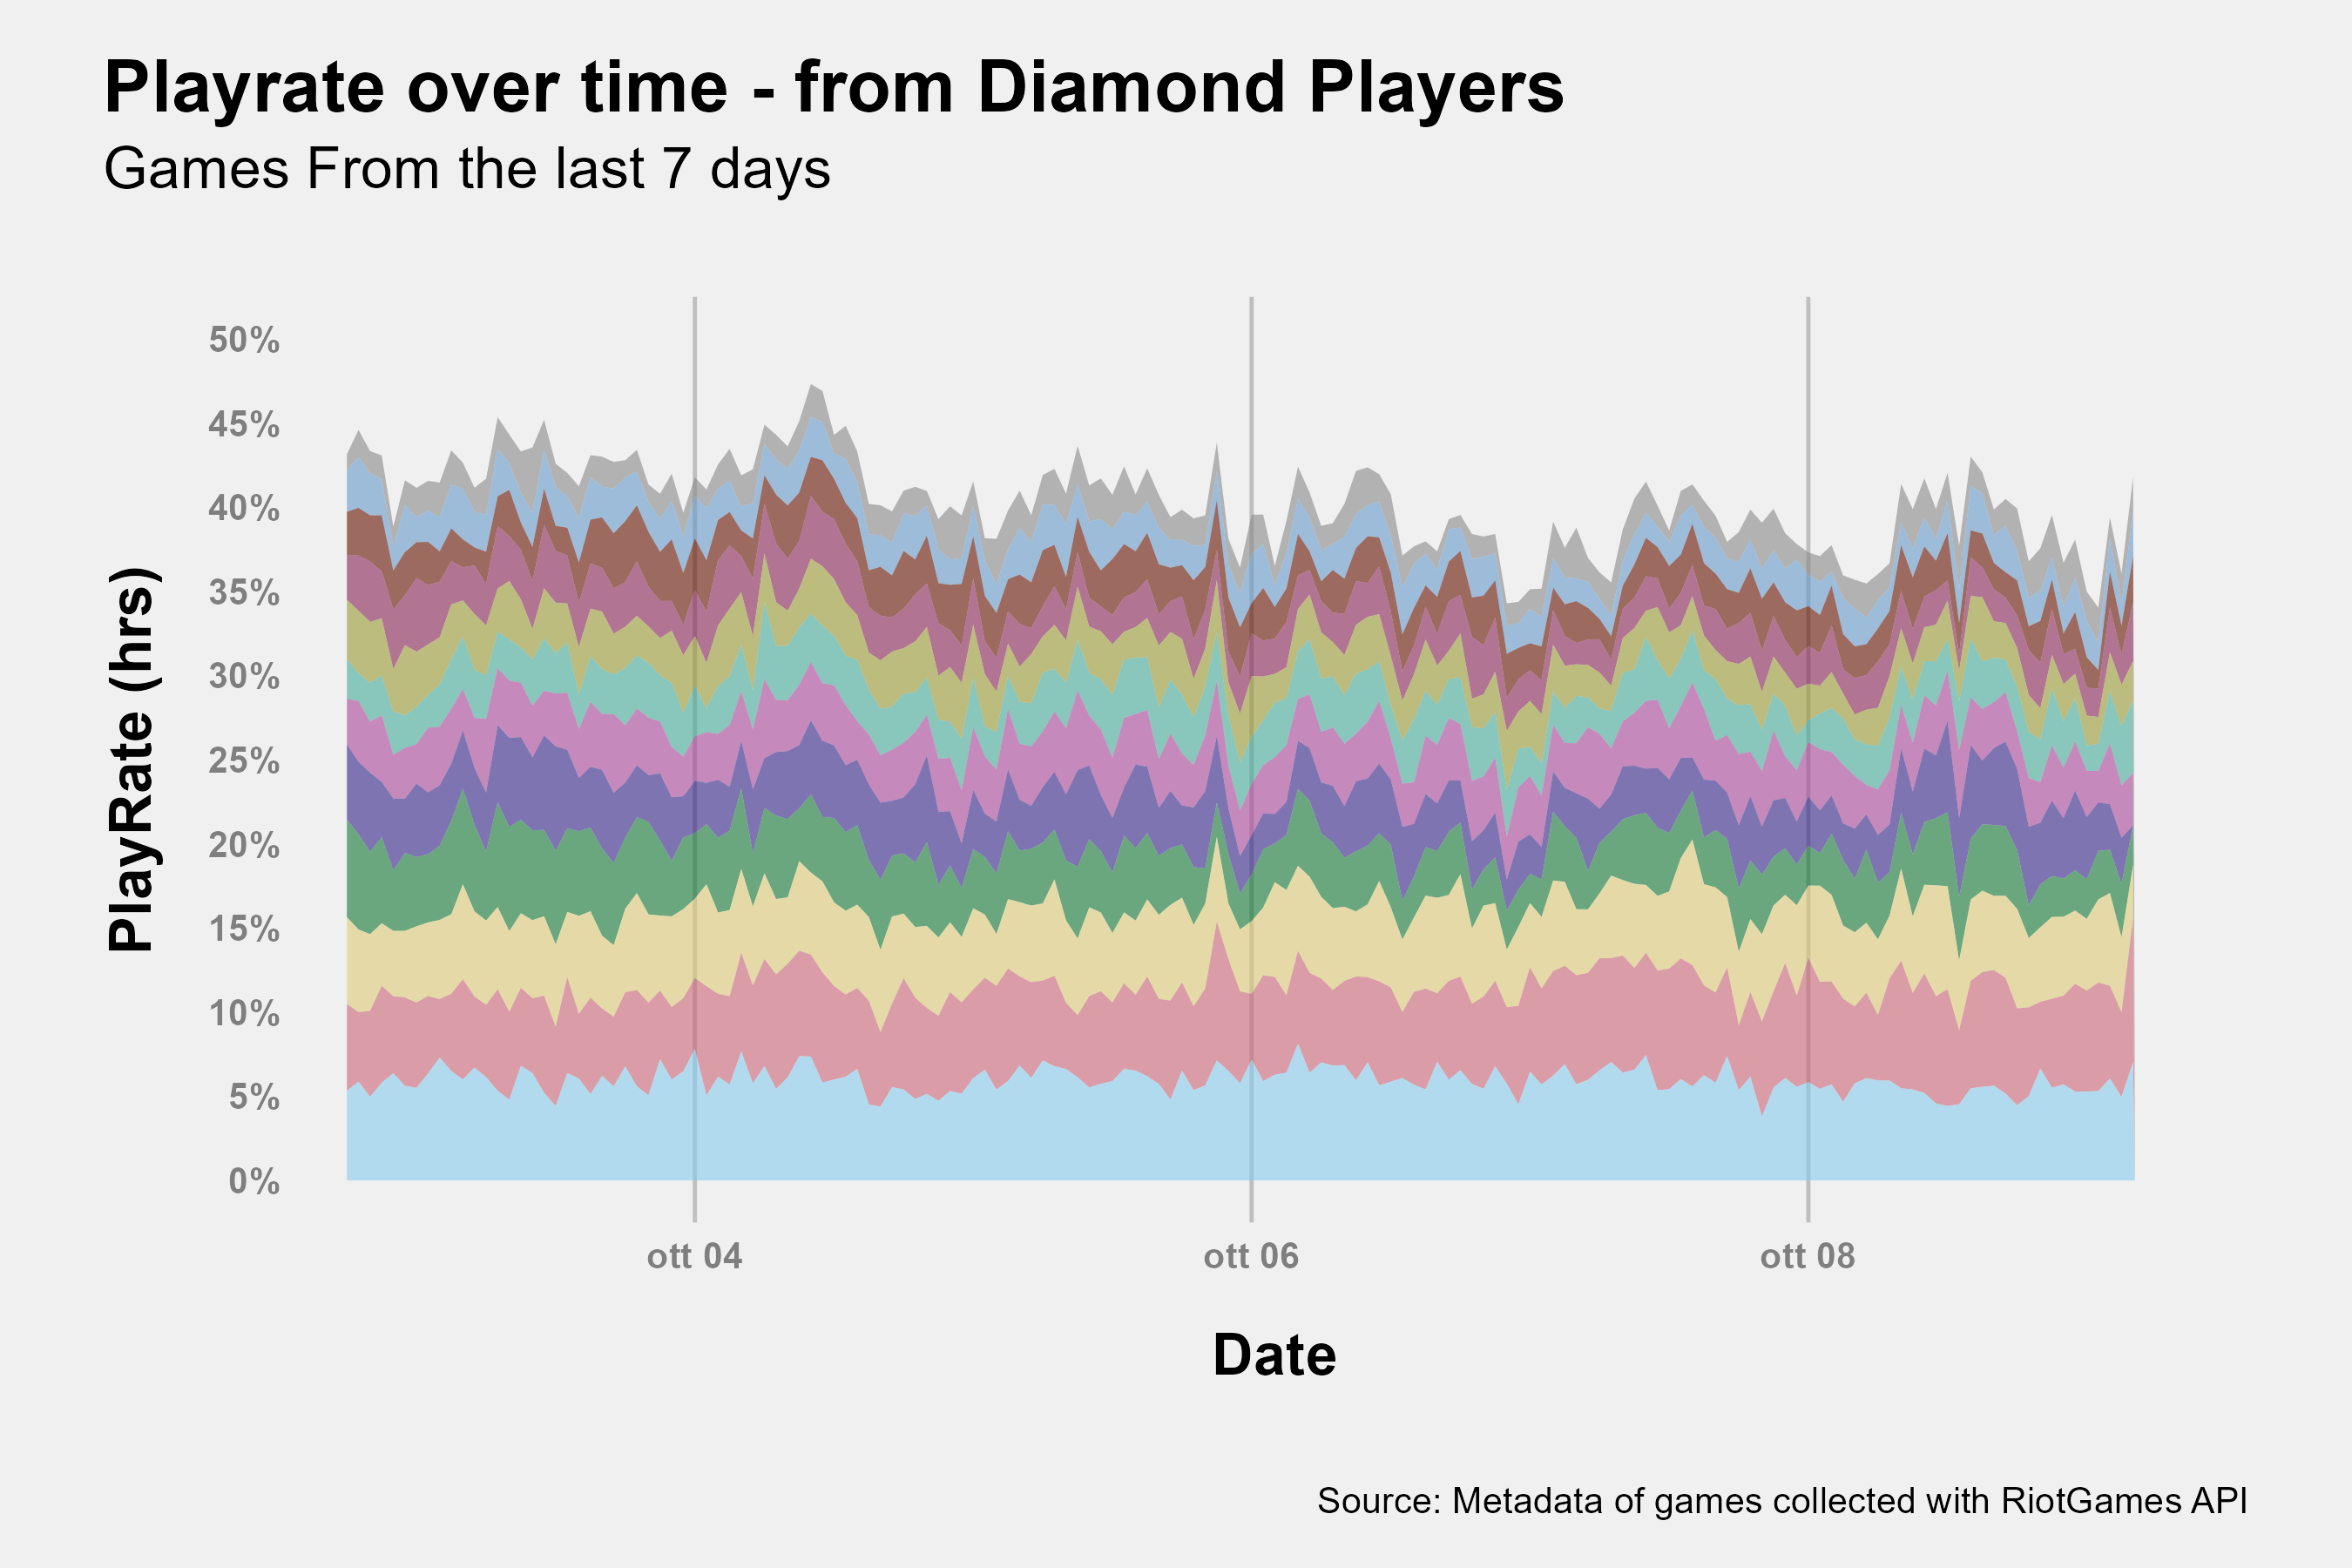 Playrate over time - from Diamond Players
Games From the last 7 days
PlayRate (hrs)
50%
45%
40%
35%
30%
25%
20%
15%
10%
5%
0%
ott 04
ott 06
ott 08
Date
Source: Metadata of games collected with RiotGames API